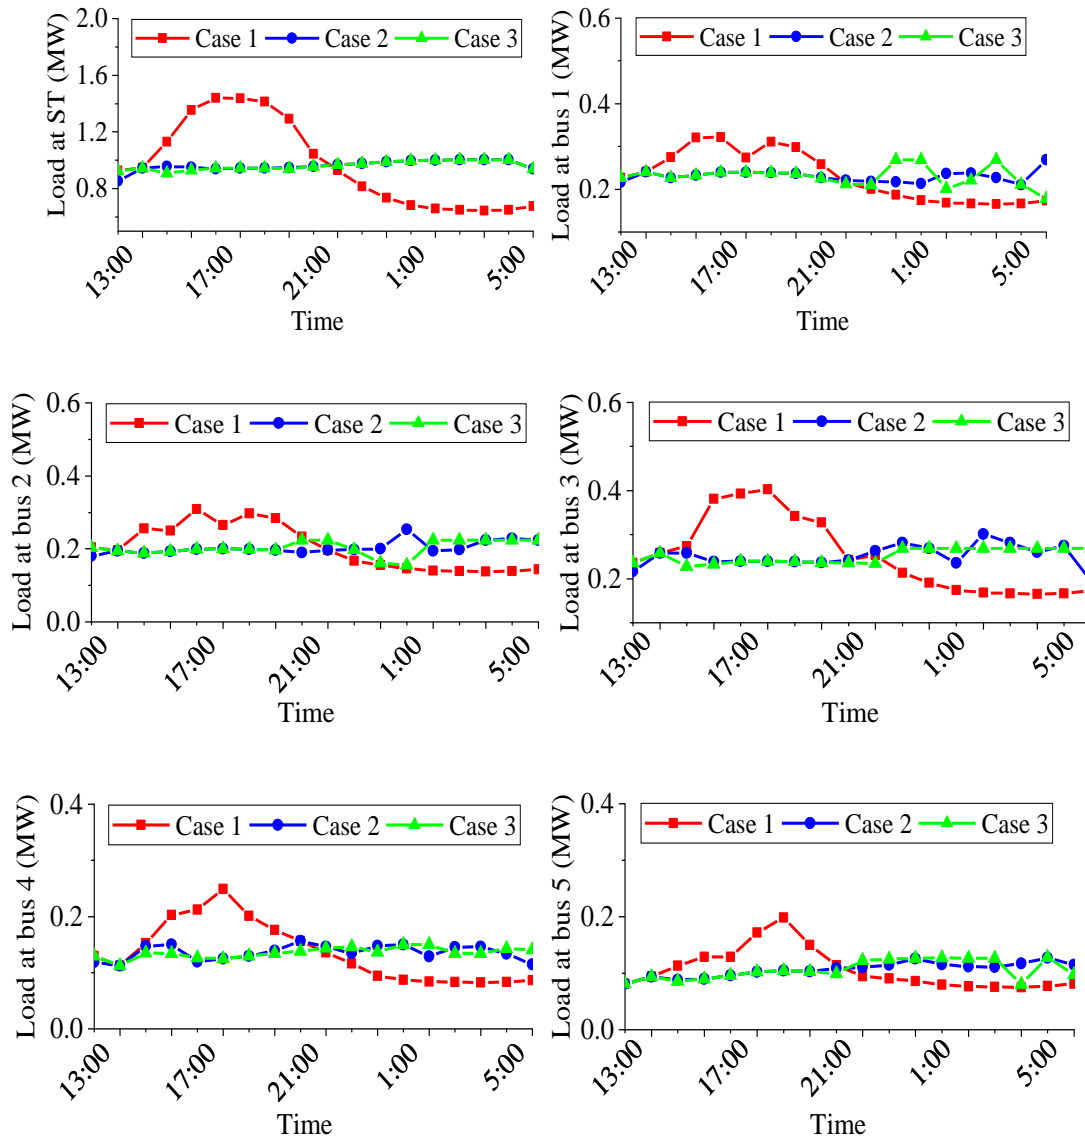 Load at ST (MW)
2.0
1.6
1.2
0.8
Case 1 Case 2 Case 3
13:00 17:00 21:00 1:00 5:00
Time
Load at bus 1 (MW)
0.6
0.4
0.2
Case 1 Case 2 Case 3
13:00 17:00 21:00 1:00 5:00
Time
Load at bus 2 (MW)
0.6
0.4
0.2
0.0
Case 1 Case 2 Case 3
13:00 17:00 21:00 1:00 5:00
Time
Load at bus 3 (MW)
0.6
0.4
0.2
Case 1 Case 2 Case 3
13:00 17:00 21:00 1:00 5:00
Time
Load at bus 4 (MW)
0.4
0.2
0.0
Case 1 Case 2 Case 3
13:00 17:00 21:00 1:00 5:00
Time
Load at bus 5 (MW)
0.4
0.2
0.0
Case 1 Case 2 Case 3
13:00 17:00 21:00 1:00 5:00
Time